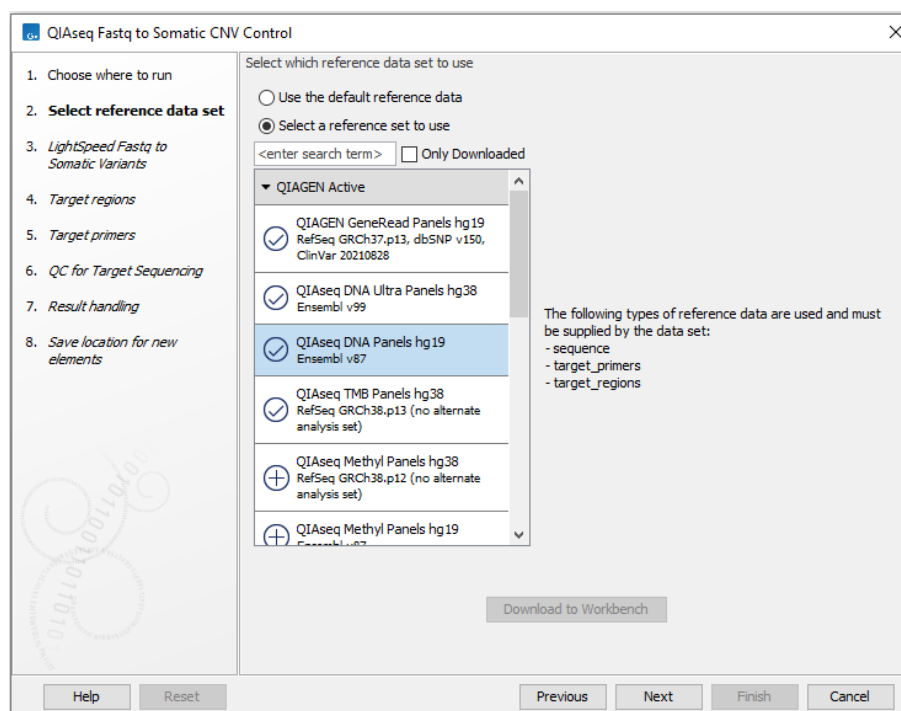 QIAseq Fastq to Somatic CNV Control
1. Choose where to run
2. Select reference data set
3. LightSpeed Fastq to
Somatic Variants
4. Target regions
5. Target primers
6. QC for Target Sequencing
7. Result handling
8. Save location for new
elements
Select which reference data set to use
Use the default reference data
Select a reference set to use
<enter search term>
Only Downloaded
QIAGEN Active
QIAGEN GeneRead Panels hg19
RefSeq GRCh37.p13, dbSNP v150,
ClinVar 20210828
QIAseq DNA Ultra Panels hg38
Ensembl v99
QIAseq DNA Panels hg19
Ensembl v87
QIAseq TMB Panels hg38
RefSeq GRCh38.p13 (no alternate
analysis set)
QIAseq Methyl Panels hg38
RefSeq GRCh38.p12 (no alternate
analysis set)
QIAseq Methyl Panels hg19
Ensembl v87
The following types of reference data are used and must
be supplied by the data set:
- sequence
- target_primers
- target_regions
Download to Workbench
Help
Reset
Previous
Next
Finish
Cancel